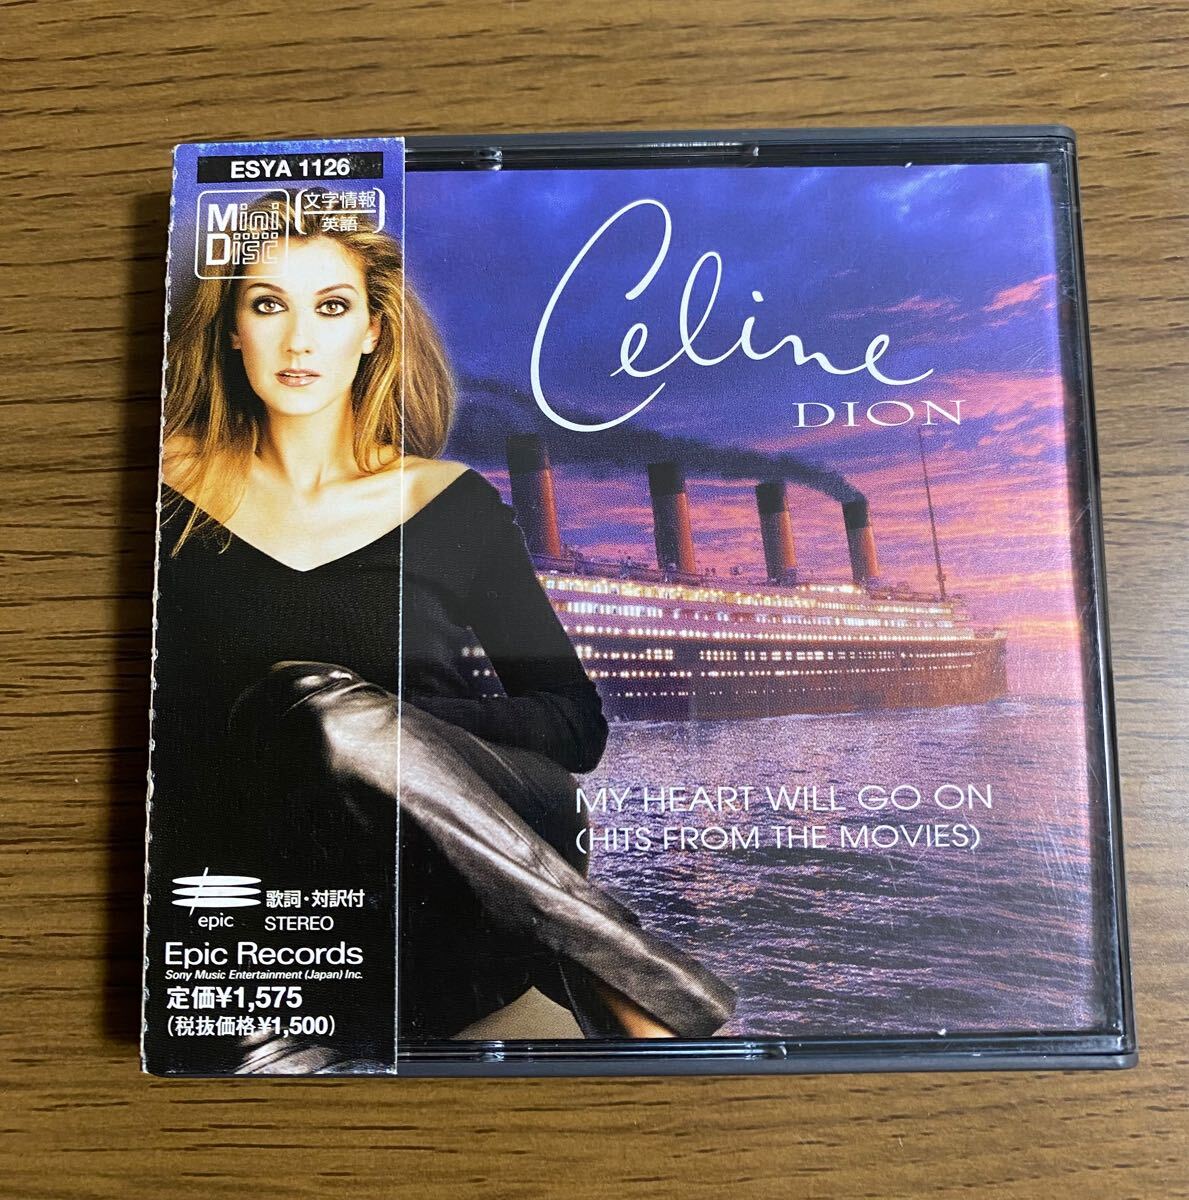 ESYA 1126
Mini
Disc
文字情報
英語
Celine
DION
MY HEART WILL GO ON
(HITS FROM THE MOVIES)
epic
歌詞・対訳付
STEREO
Epic Records
Sony Music Entertainment (Japan) Inc.
定価¥1,575
(税抜価格¥1,500)